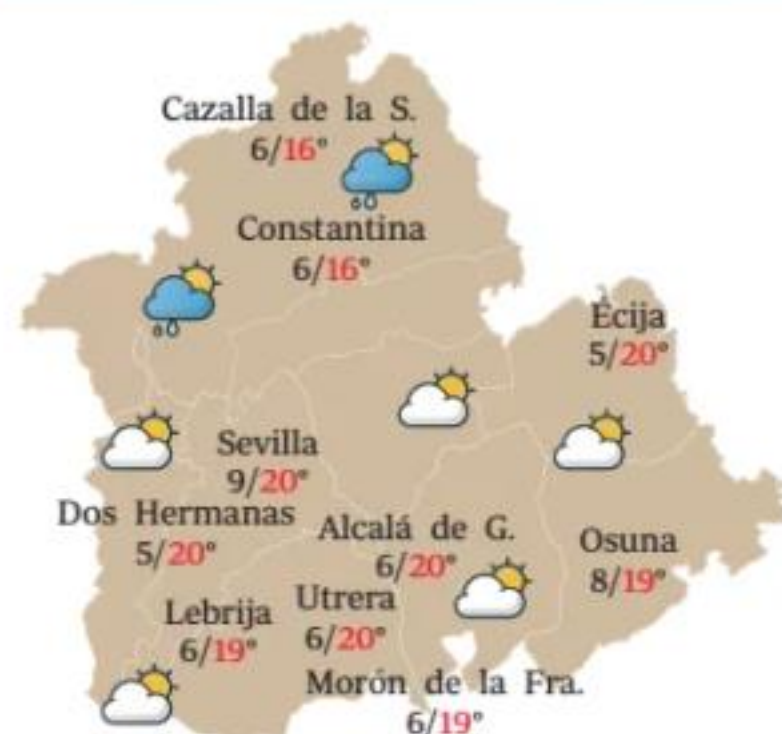 Cazalla de la S.
6/16°
Constantina
6/16°
Écija
5/20°
Sevilla
9/20°
Dos Hermanas
5/20°
Alcalá de G.
6/20°
Osuna
8/19°
Lebrija
6/19°
Utrera
6/20°
Morón de la Fra.
6/19°